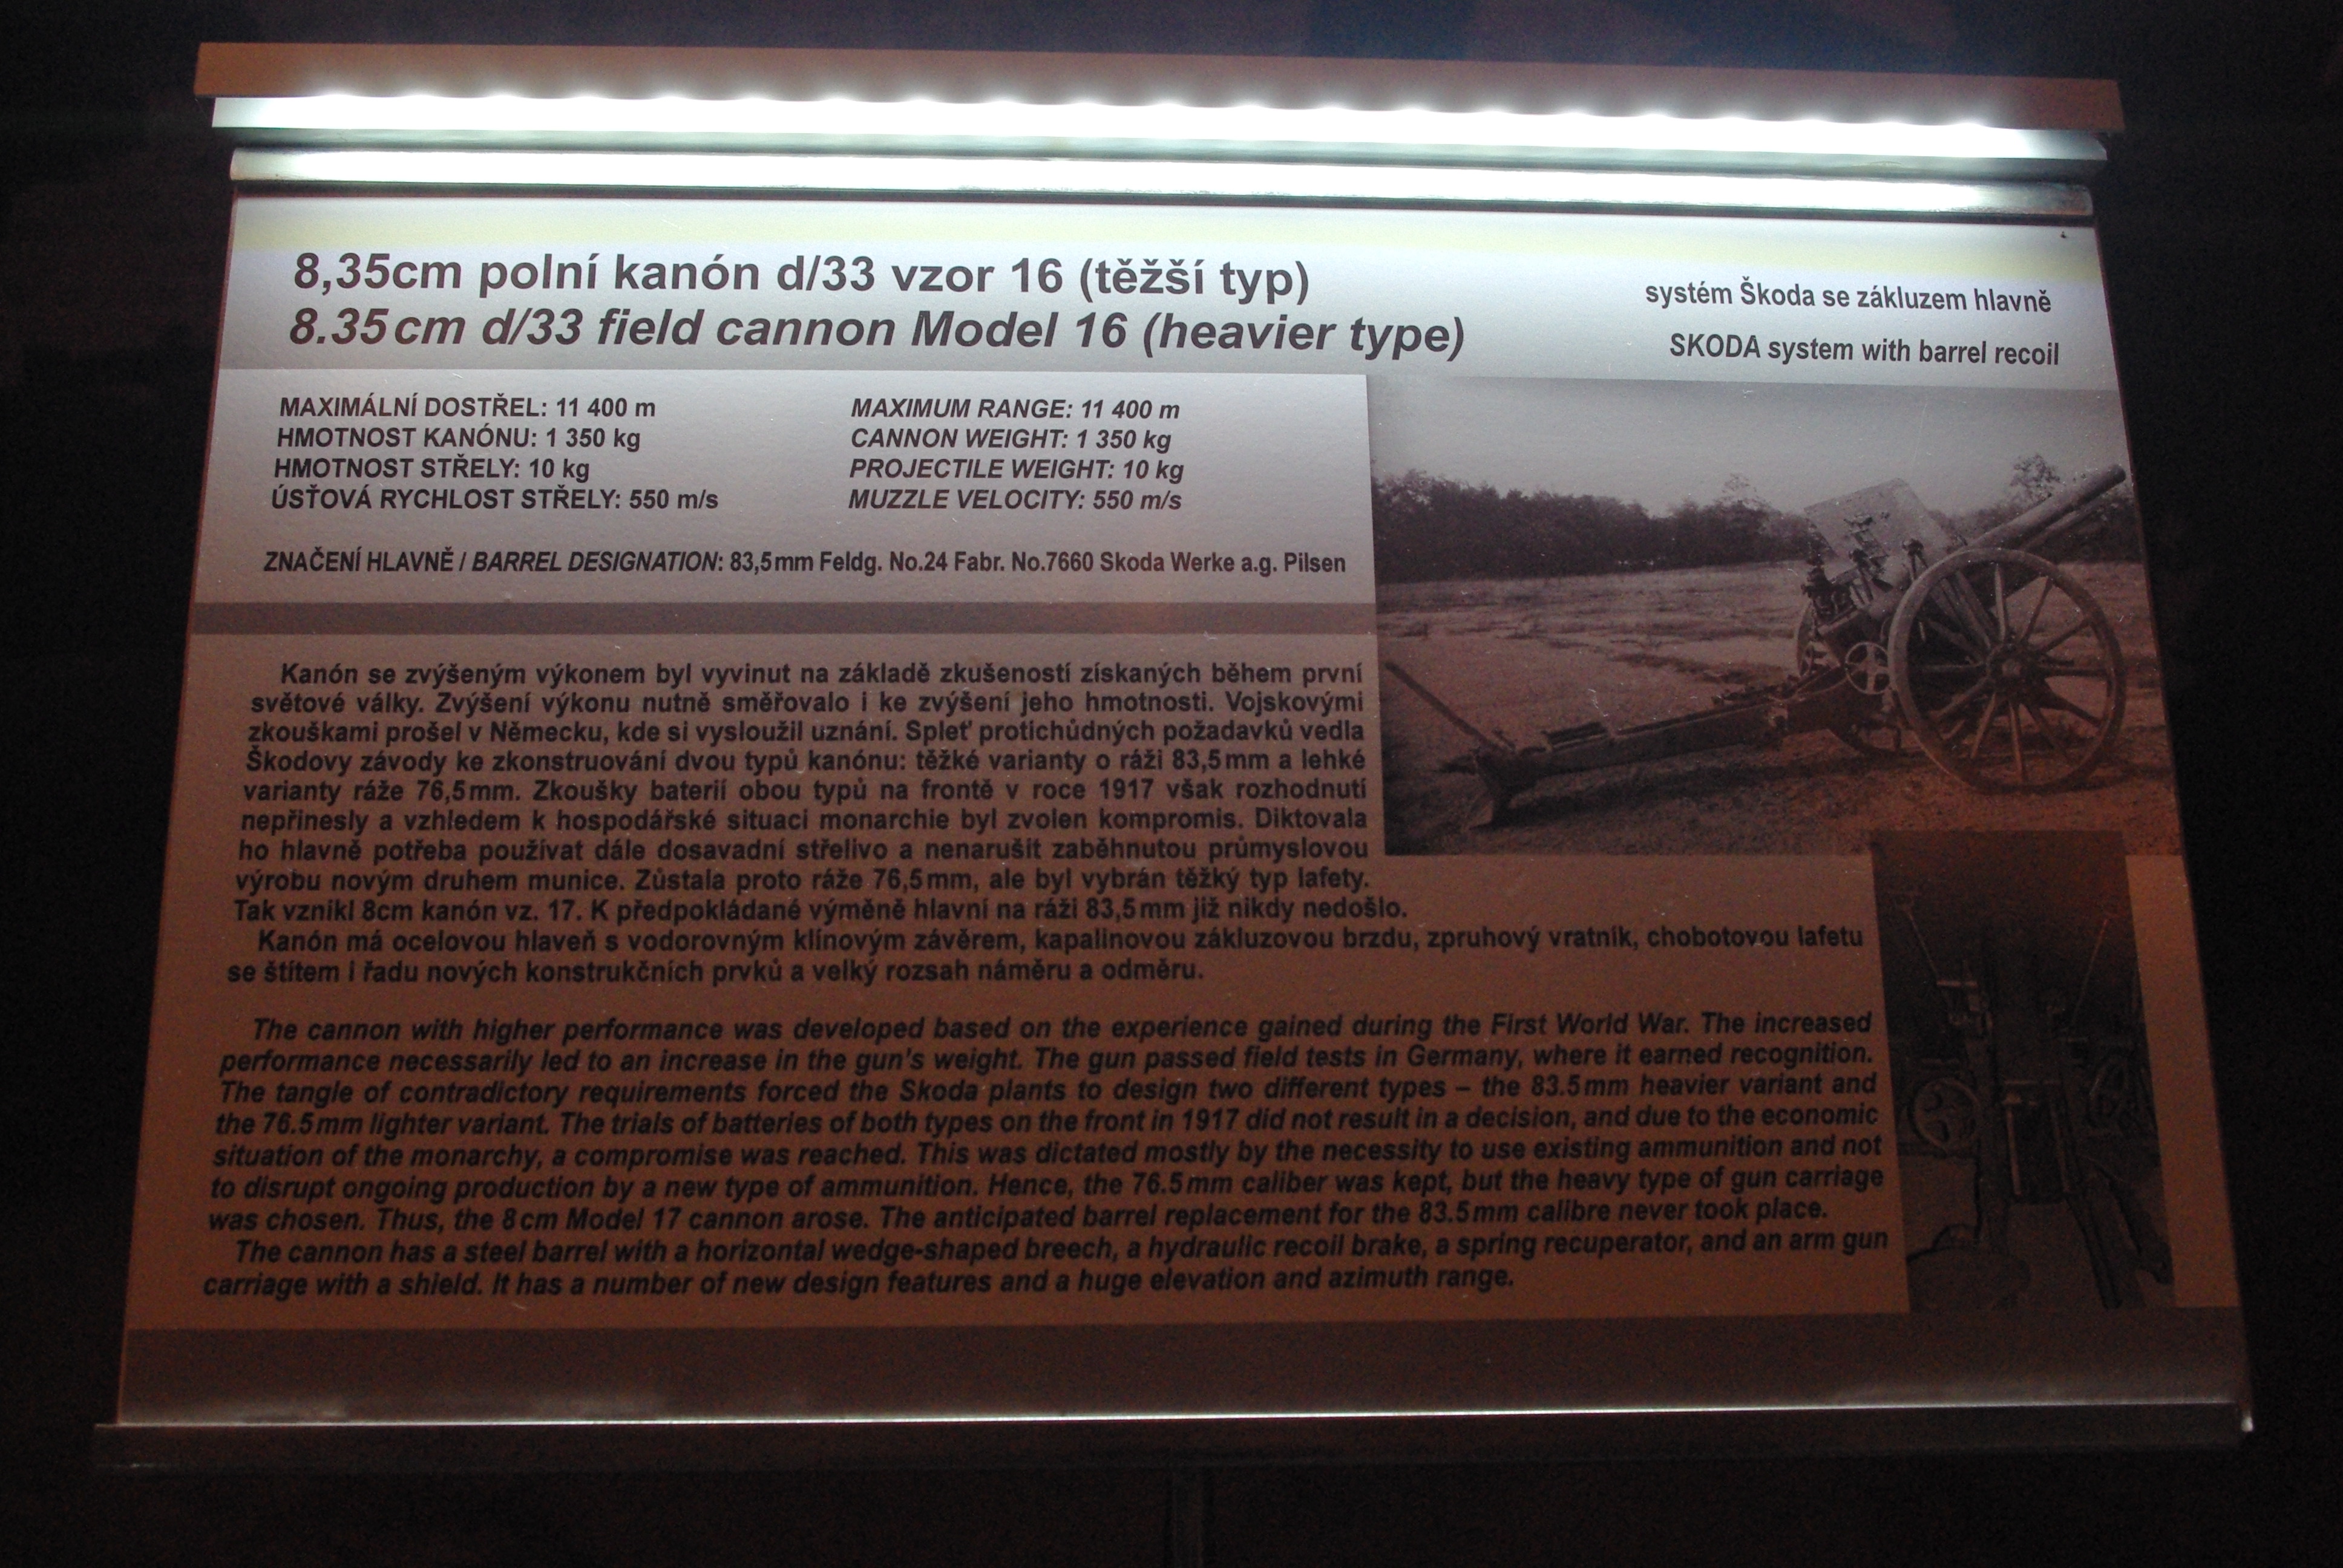 8,35cm polní kanón d/33 vzor 16 (těžší typ)
8.35cm d/33 field cannon Model 16 (heavier type)
systém Škoda se zákluzem hlavně
SKODA system with barrel recoil
MAXIMÁLNÍ DOSTŘEL: 11 400 m
HMOTNOST KANÓNU: 1 350 kg
HMOTNOST STŘELY: 10 kg
ÚSŤOVÁ RYCHLOST STŘELY: 550 m/s
MAXIMUM RANGE: 11 400 m
CANNON WEIGHT: 1 350 kg
PROJECTILE WEIGHT: 10 kg
MUZZLE VELOCITY: 550 m/s
ZNAČENÍ HLAVNĚ / BARREL DESIGNATION: 83,5mm Feldg. No.24 Fabr. No.7660 Skoda Werke a.g. Pilsen
Kanón se zvýšeným výkonem byl vyvinut na základě zkušeností získaných během první
světové války. Zvýšení výkonu nutně směřovalo i ke zvýšení jeho hmotnosti. Vojskovými
zkouškami prošel v Německu, kde si vysloužil uznání. Spleť protichůdných požadavků vedla
Škodovy závody ke zkonstruování dvou typů kanónu: těžké varianty o ráži 83,5mm a lehké
varianty ráže 76,5mm. Zkoušky baterií obou typů na frontě v roce 1917 však rozhodnutí
nepřinesly a vzhledem k hospodářské situaci monarchie byl zvolen kompromis. Diktovala
ho hlavně potřeba používat dále dosavadní střelivo a nenarušit zaběhnutou průmyslovou
výrobu novým druhem munice. Zůstala proto ráže 76,5mm, ale byl vybrán těžký typ lafety.
Tak vznikl 8cm kanón vz. 17. K předpokládané výměně hlavní na ráži 83,5mm již nikdy nedošlo.
Kanón má ocelovou hlaveň s vodorovným klínovým závěrem, kapalinovou zákluzovou brzdu, zpruhový vratník, chobotovou lafetu
se štítem i řadu nových konstrukčních prvků a velký rozsah náměru a odměru.
The cannon with higher performance was developed based on the experience gained during the First World War. The increased
performance necessarily led to an increase in the gun's weight. The gun passed field tests in Germany, where it earned recognition.
The tangle of contradictory requirements forced the Skoda plants to design two different types – the 83.5mm heavier variant and
the 76.5mm lighter variant. The trials of batteries of both types on the front in 1917 did not result in a decision, and due to the economic
situation of the monarchy, a compromise was reached. This was dictated mostly by the necessity to use existing ammunition and not
to disrupt ongoing production by a new type of ammunition. Hence, the 76.5mm caliber was kept, but the heavy type of gun carriage
was chosen. Thus, the 8cm Model 17 cannon arose. The anticipated barrel replacement for the 83.5mm calibre never took place.
The cannon has a steel barrel with a horizontal wedge-shaped breech, a hydraulic recoil brake, a spring recuperator, and an arm gun
carriage with a shield. It has a number of new design features and a huge elevation and azimuth range.